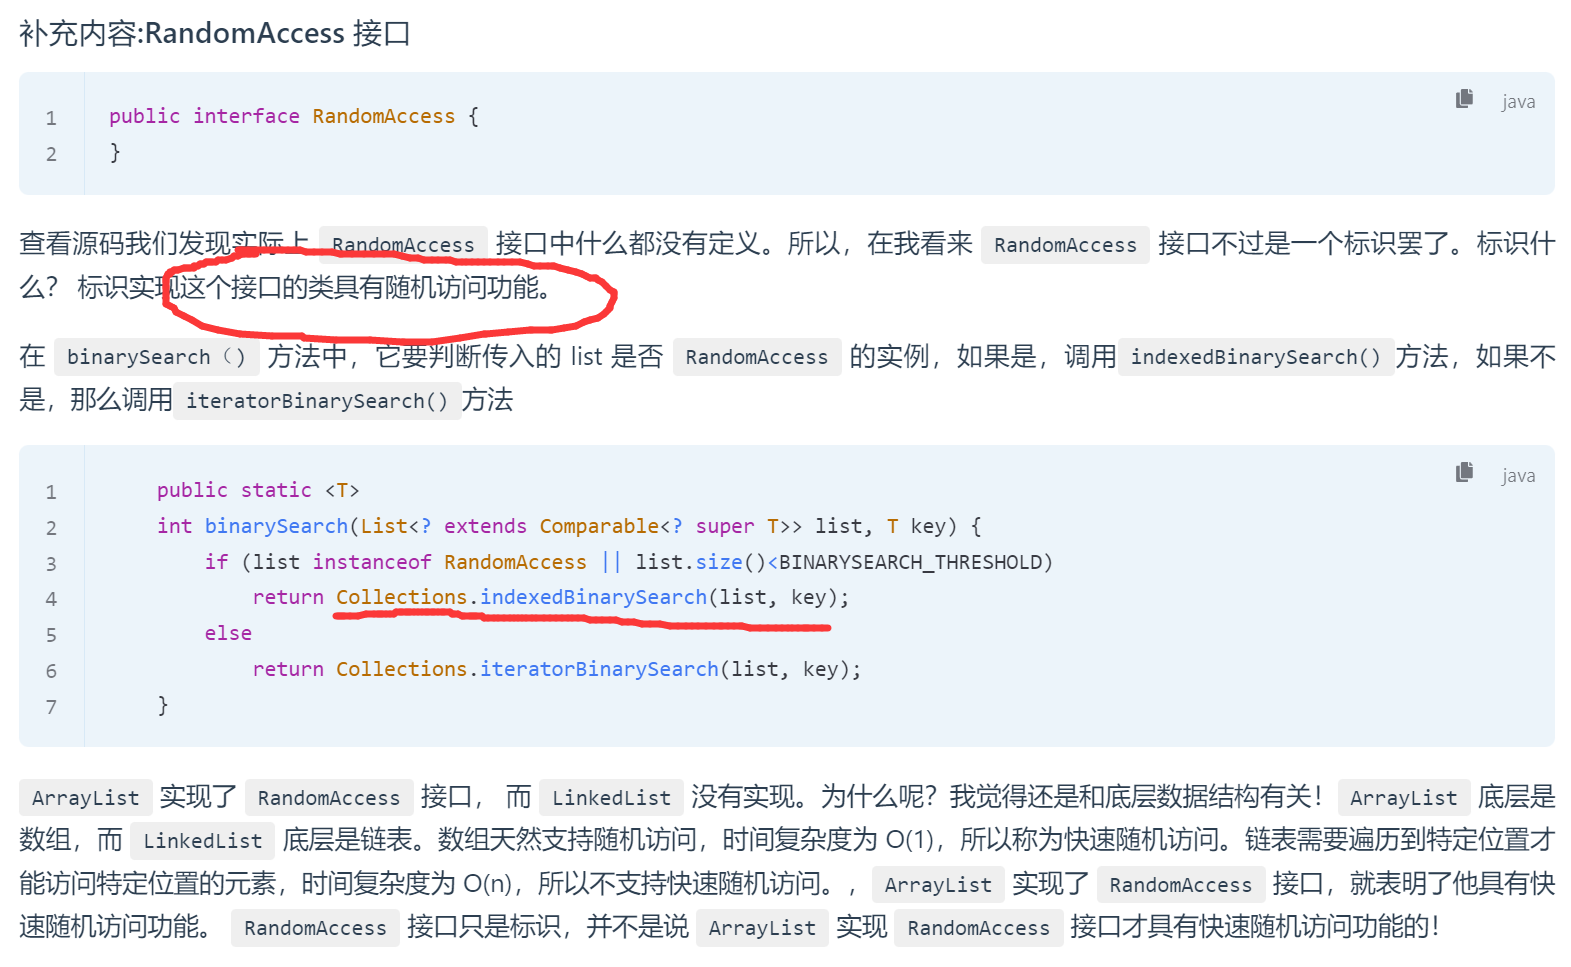 补充内容:RandomAccess 接口
java
1 public interface RandomAccess {
2 }
查看源码我们发现实际上 RandomAccess 接口中什么都没有定义。所以，在我看来 RandomAccess 接口不过是一个标识罢了。标识什
么？ 标识实现这个接口的类具有随机访问功能。
在 binarySearch（） 方法中，它要判断传入的 list 是否 RandomAccess 的实例，如果是，调用 indexedBinarySearch() 方法，如果不
是，那么调用 iteratorBinarySearch() 方法
java
1 public static <T>
2 int binarySearch(List<? extends Comparable<? super T>> list, T key) {
3 if (list instanceof RandomAccess || list.size()<BINARYSEARCH_THRESHOLD)
4 return Collections.indexedBinarySearch(list, key);
5 else
6 return Collections.iteratorBinarySearch(list, key);
7 }
ArrayList 实现了 RandomAccess 接口， 而 LinkedList 没有实现。为什么呢？我觉得还是和底层数据结构有关！ ArrayList 底层是
数组，而 LinkedList 底层是链表。数组天然支持随机访问，时间复杂度为 O(1)，所以称为快速随机访问。链表需要遍历到特定位置才
能访问特定位置的元素，时间复杂度为 O(n)，所以不支持快速随机访问。， ArrayList 实现了 RandomAccess 接口，就表明了他具有快
速随机访问功能。 RandomAccess 接口只是标识，并不是说 ArrayList 实现 RandomAccess 接口才具有快速随机访问功能的！